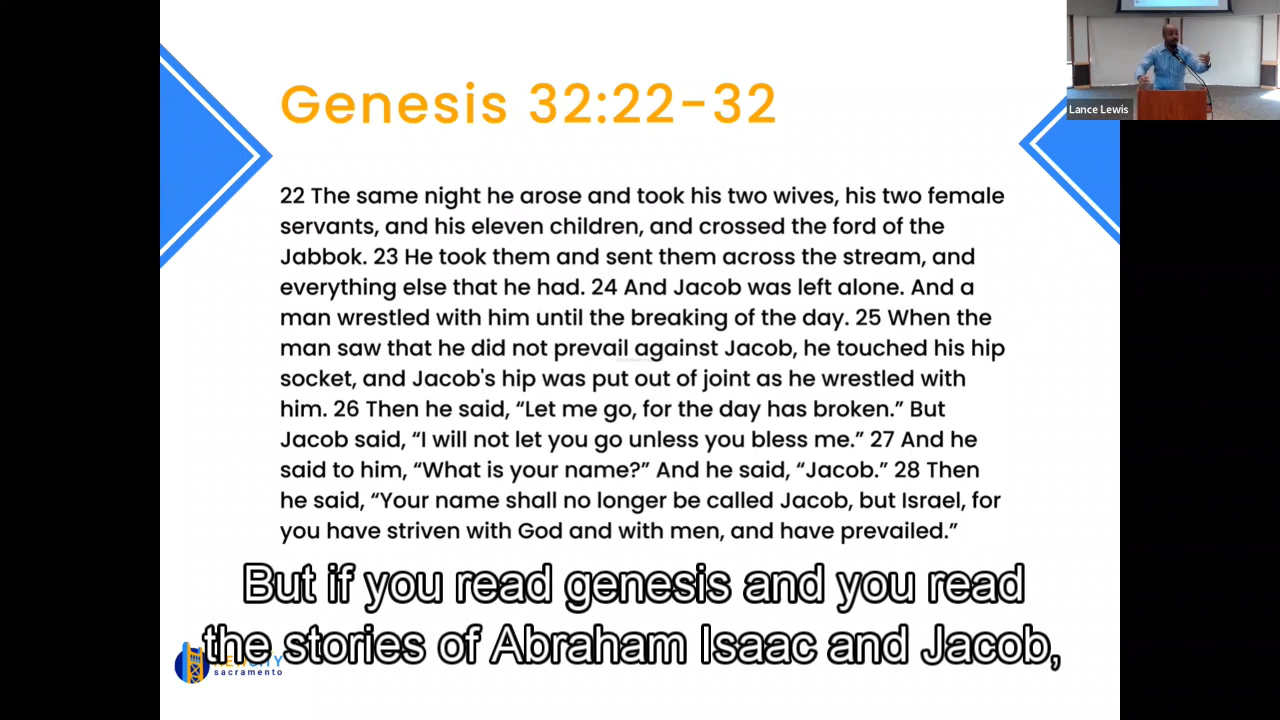 Genesis 32:22-32
Lance Lewis
22 The same night he arose and took his two wives, his two female
servants, and his eleven children, and crossed the ford of the
Jabbok. 23 He took them and sent them across the stream, and
everything else that he had. 24 And Jacob was left alone. And a
man wrestled with him until the breaking of the day. 25 When the
man saw that he did not prevail against Jacob, he touched his hip
socket, and Jacob's hip was put out of joint as he wrestled with
him. 26 Then he said, “Let me go, for the day has broken.” But
Jacob said, “I will not let you go unless you bless me.” 27 And he
said to him, “What is your name?” And he said, “Jacob.” 28 Then
he said, “Your name shall no longer be called Jacob, but Israel, for
you have striven with God and with men, and have prevailed.”
But if you read genesis and you read
the stories of Abraham Isaac and Jacob,
sacramento